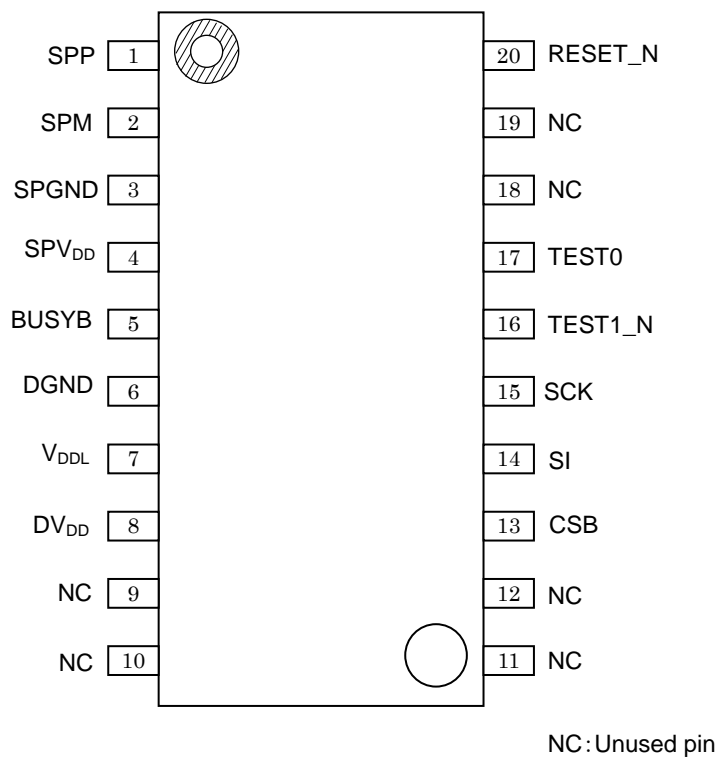 SPP 1 20 RESET_N
SPM 2 19 NC
SPGND 3 18 NC
SPVDD 4 17 TEST0
BUSYB 5 16 TEST1_N
DGND 6 15 SCK
VDDL 7 14 SI
DVDD 8 13 CSB
NC 9 12 NC
NC 10 11 NC
NC:Unused pin